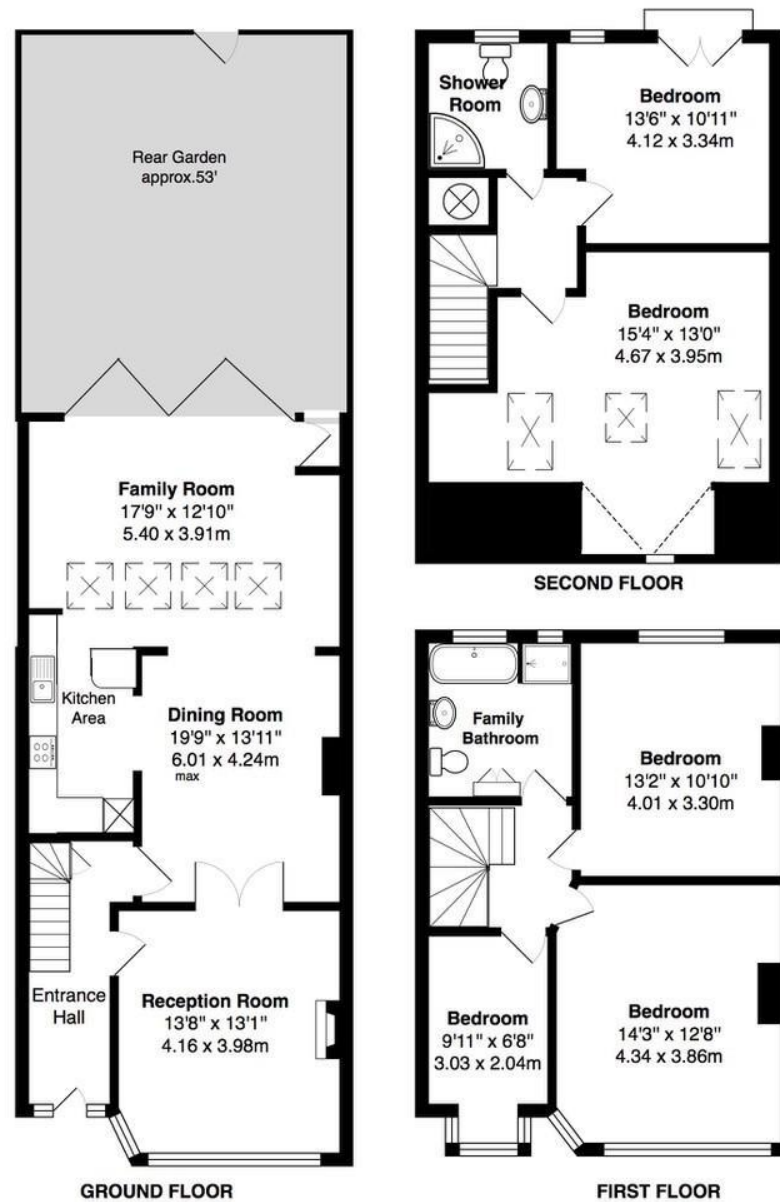 Rear Garden
approx.53'
Family Room
17'9" x 12'10"
5.40 x 3.91m
Kitchen
Area
Dining Room
19'9" x 13'11"
6.01 x 4.24m
max
Entrance
Hall
Reception Room
13'8" x 13'1"
4.16 x 3.98m
GROUND FLOOR
Shower
Room
Bedroom
13'6" x 10'11"
4.12 x 3.34m
Bedroom
15'4" x 13'0"
4.67 x 3.95m
SECOND FLOOR
Family
Bathroom
Bedroom
13'2" x 10'10"
4.01 x 3.30m
Bedroom
9'11" x 6'8"
3.03 x 2.04m
Bedroom
14'3" x 12'8"
4.34 x 3.86m
FIRST FLOOR